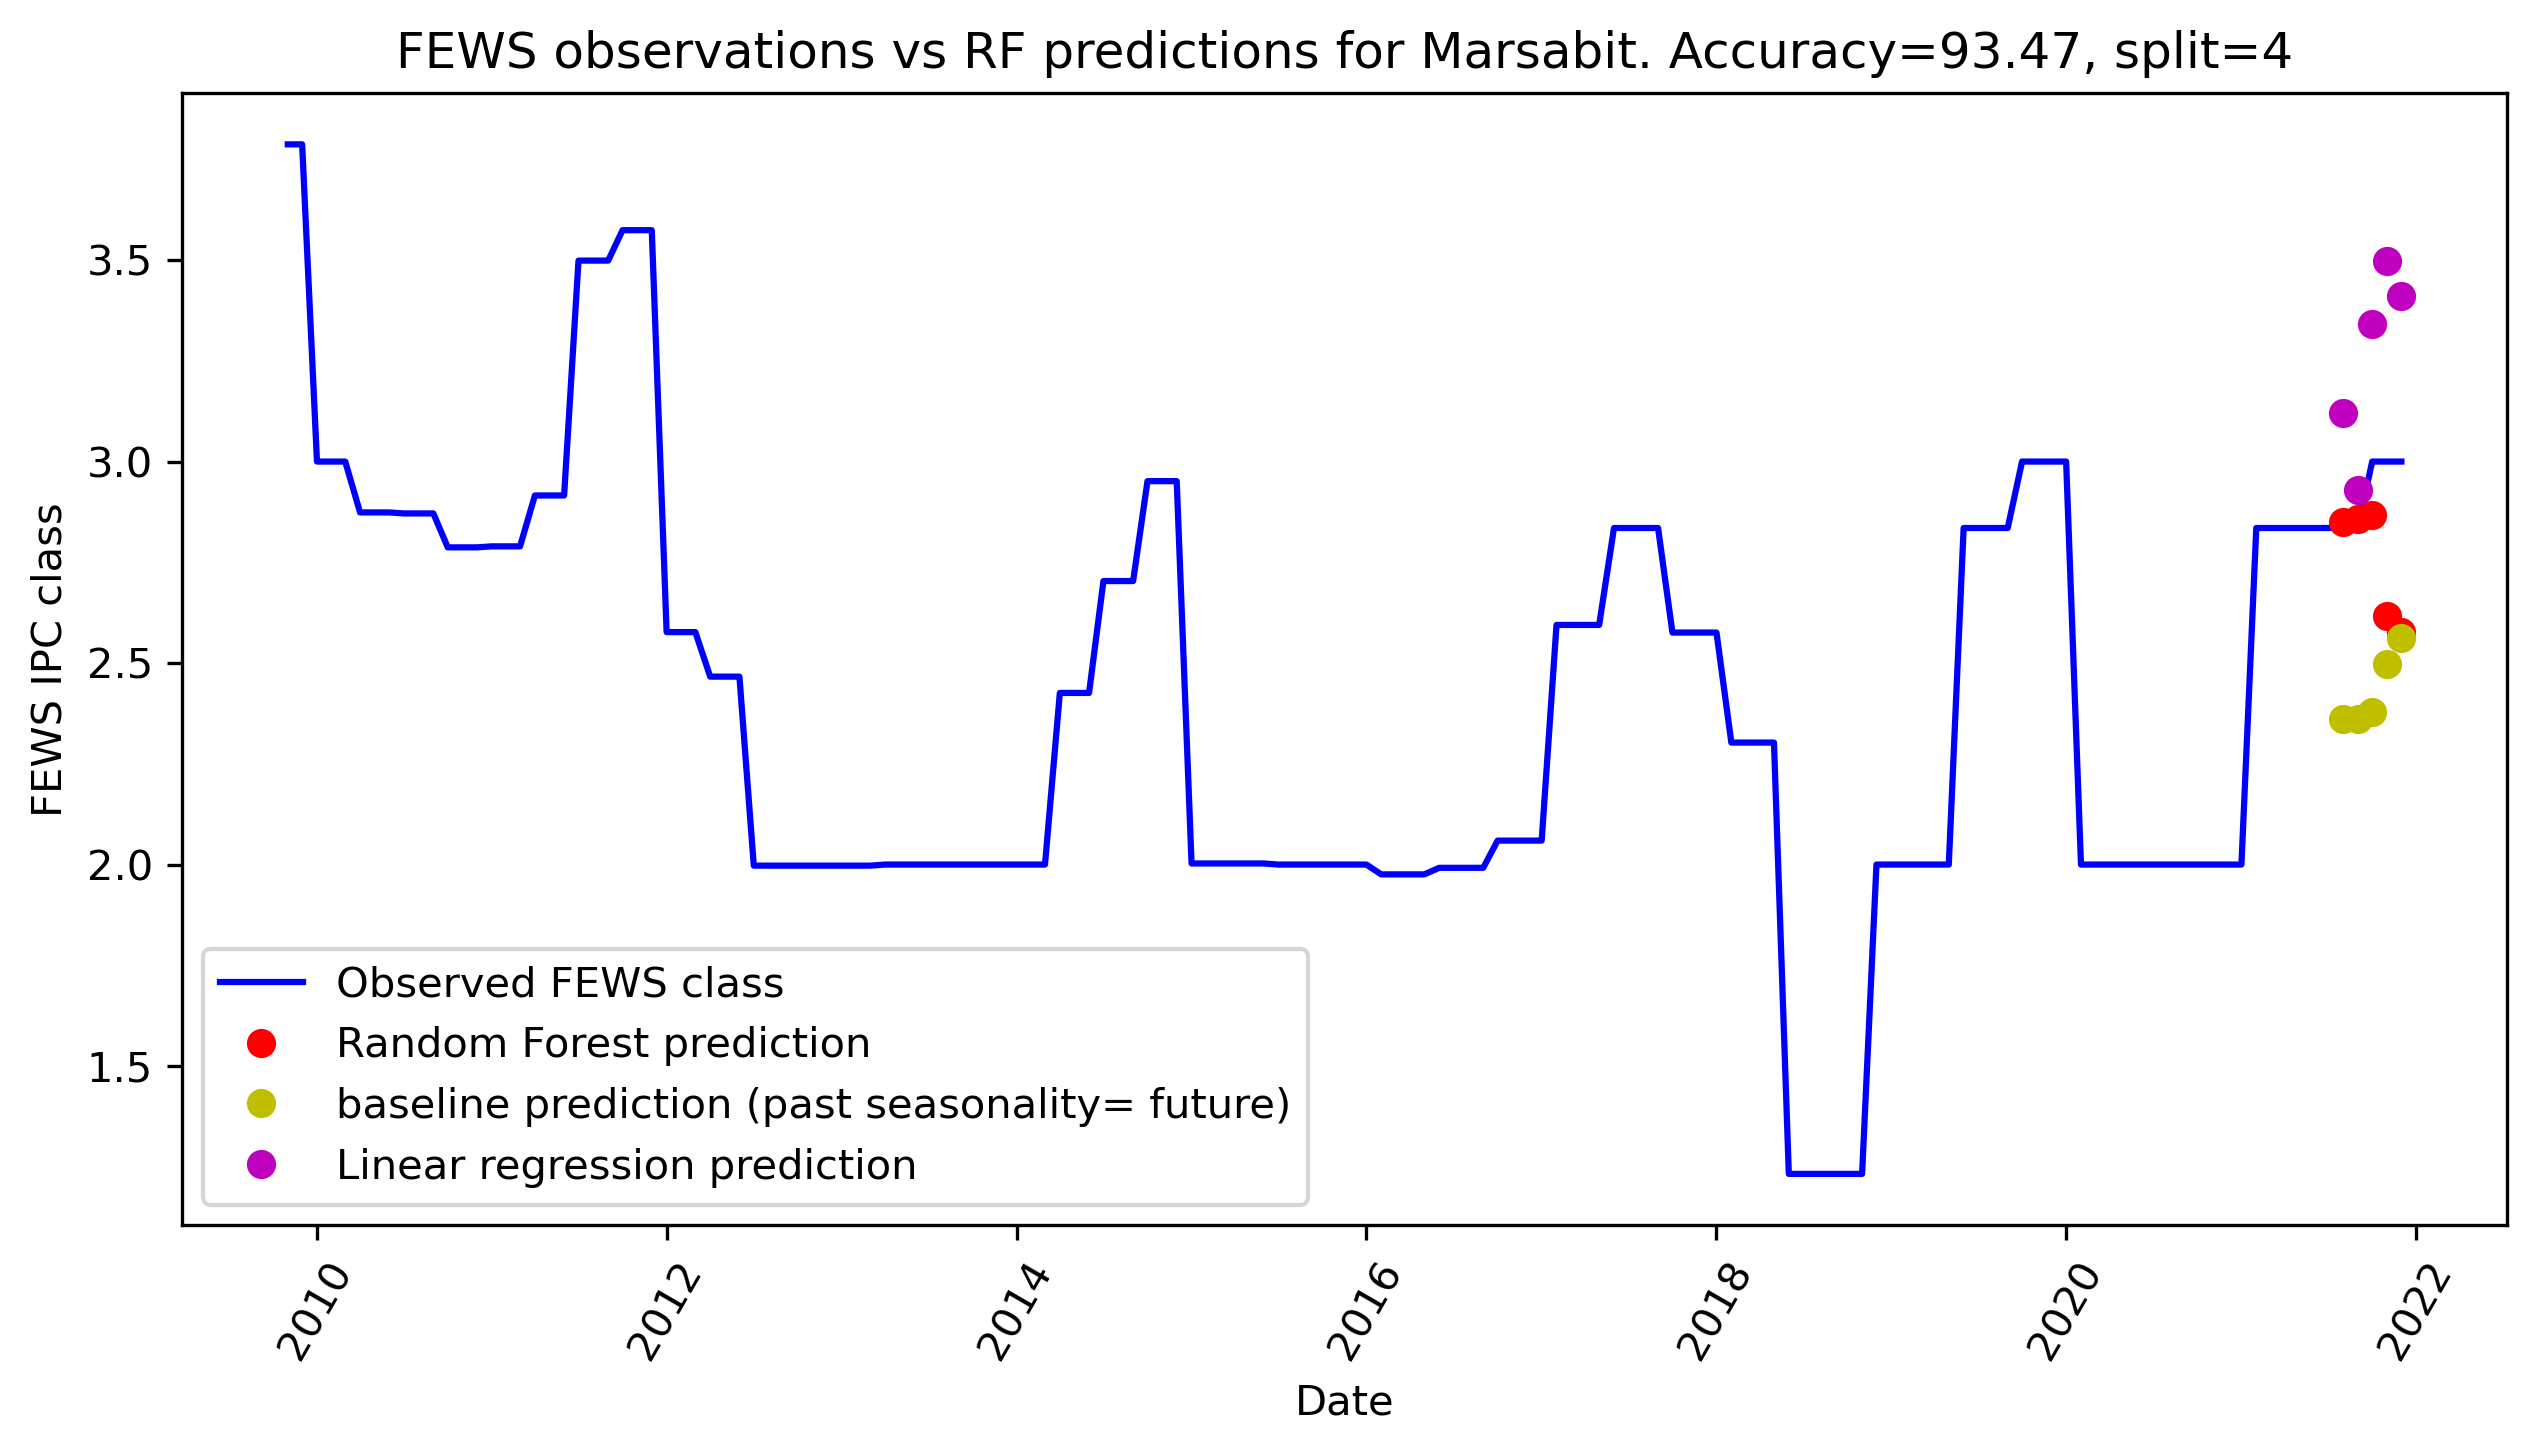 FEWS observations vs RF predictions for Marsabit. Accuracy=93.47, split=4
FEWS IPC class
3.5
3.0
2.5
2.0
1.5
Observed FEWS class
Random Forest prediction
baseline prediction (past seasonality= future)
Linear regression prediction
2010
2012
2014
2016
2018
2020
2022
Date